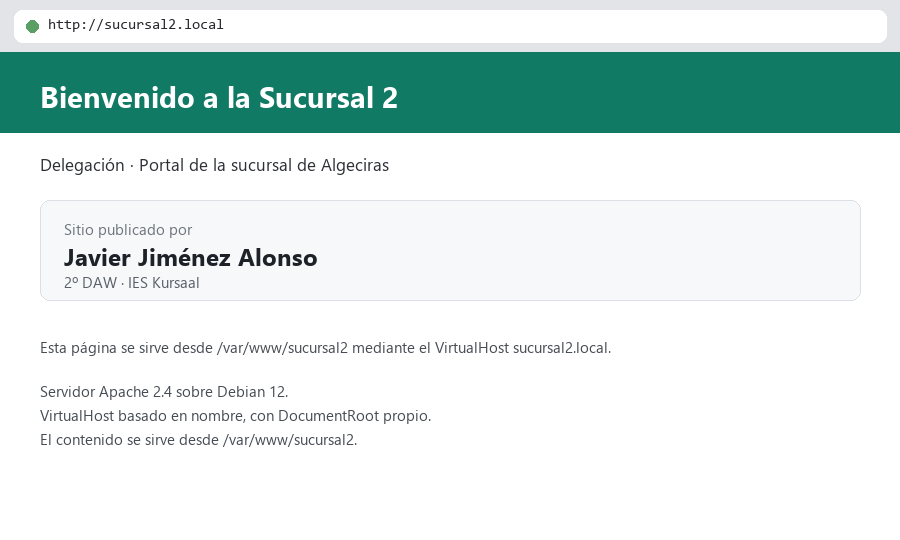 http://sucursal2.local
Bienvenido a la Sucursal 2
Delegación · Portal de la sucursal de Algeciras
Sitio publicado por
Javier Jiménez Alonso
2º DAW · IES Kursaal
Esta página se sirve desde /var/www/sucursal2 mediante el VirtualHost sucursal2.local.
Servidor Apache 2.4 sobre Debian 12.
VirtualHost basado en nombre, con DocumentRoot propio.
El contenido se sirve desde /var/www/sucursal2.